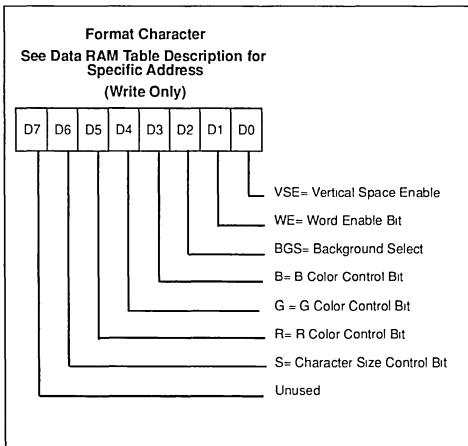 Format Character
See Data RAM Table Description for
Specific Address
(Write Only)
D7 D6 D5 D4 D3 D2 D1 D0
VSE= Vertical Space Enable
WE= Word Enable Bit
BGS= Background Select
B= B Color Control Bit
G = G Color Control Bit
R= R Color Control Bit
S= Character Size Control Bit
Unused